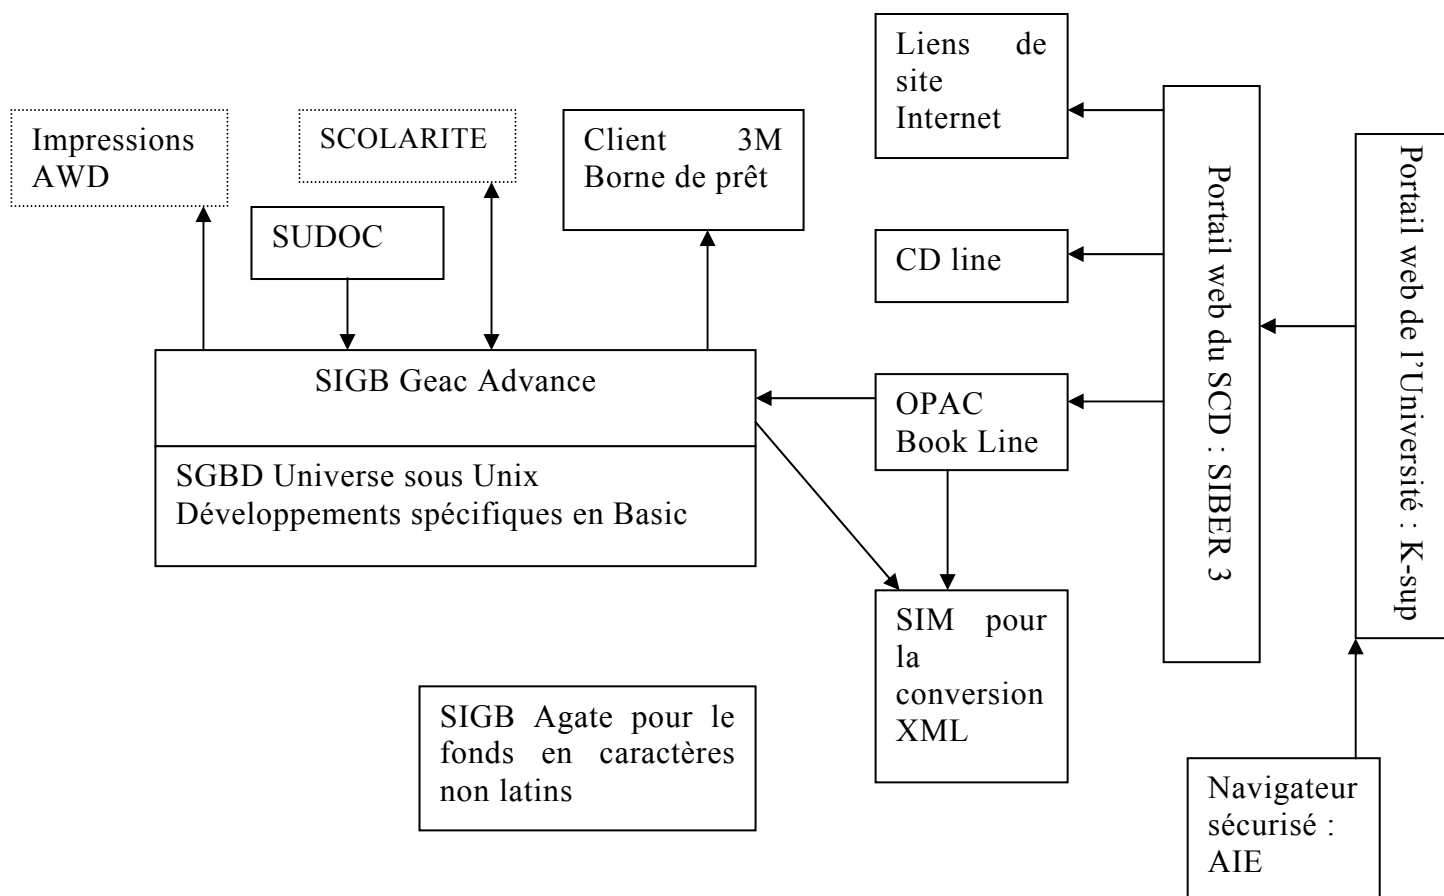 Liens de
site
Internet
Impressions
AWD
SCOLARITE
Client 3M
Borne de prêt
SUDOC
CD line
SIGB Geac Advance
OPAC
Book Line
SGBD Universe sous Unix
Développements spécifiques en Basic
SIM pour
la
conversion
XML
SIGB Agate pour le
fonds en caractères
non latins
Portail web du SCD : SIBER 3
Portail web de l’Université : K-sup
Navigateur
sécurisé :
AIE